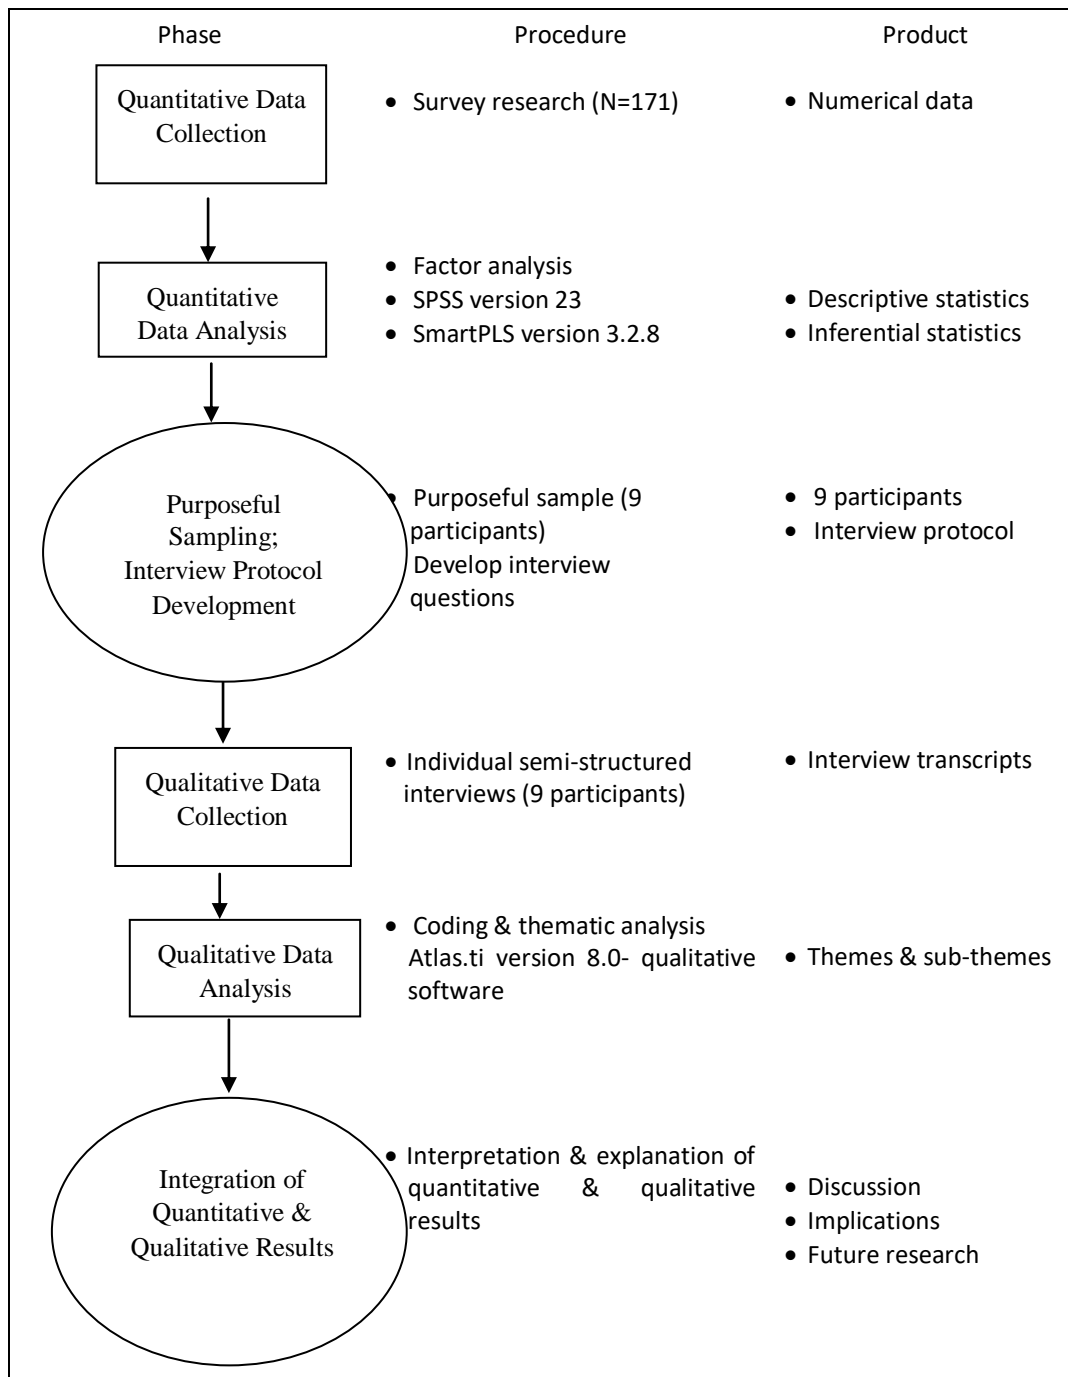 Phase Procedure Product
Quantitative Data
Collection
• Survey research (N=171)
• Numerical data
Quantitative
Data Analysis
• Factor analysis
• SPSS version 23
• SmartPLS version 3.2.8
• Descriptive statistics
• Inferential statistics
Purposeful
Sampling;
Interview Protocol
Development
• Purposeful sample (9
participants)
Develop interview
questions
• 9 participants
• Interview protocol
Qualitative Data
Collection
• Individual semi-structured
interviews (9 participants)
• Interview transcripts
Qualitative Data
Analysis
• Coding & thematic analysis
Atlas.ti version 8.0- qualitative
software
• Themes & sub-themes
Integration of
Quantitative &
Qualitative Results
• Interpretation & explanation of
quantitative & qualitative
results
• Discussion
• Implications
• Future research